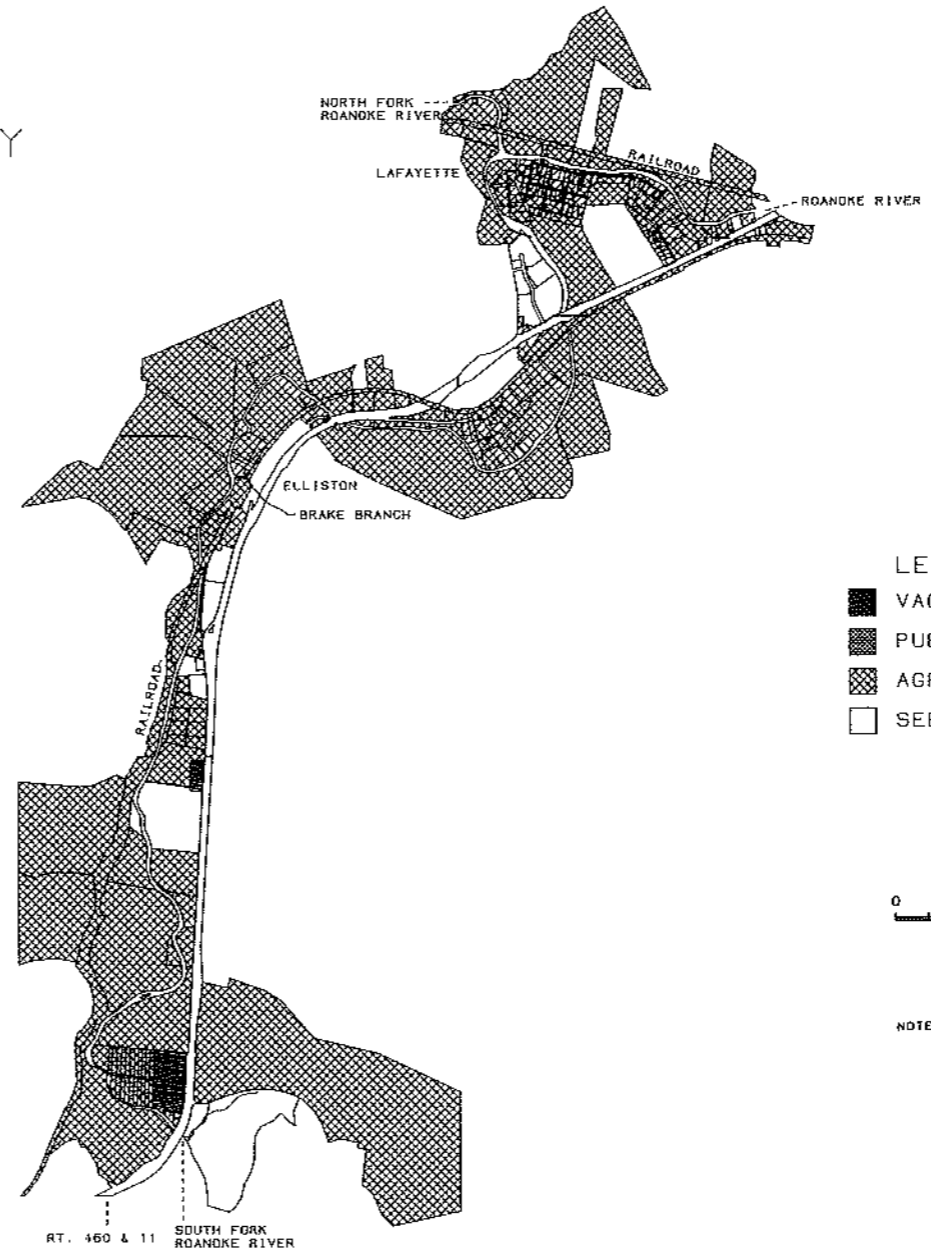 Y
NORTH FORK
ROANOKE RIVER
RAILROAD
LAFAYETTE
ROANOKE RIVER
ELLISTON
BRAKE BRANCH
LE
VAC
PUB
AGR
SEE
RAILROAD
0
NOTE
RT. 460 & 11
SOUTH FORK
ROANOKE RIVER